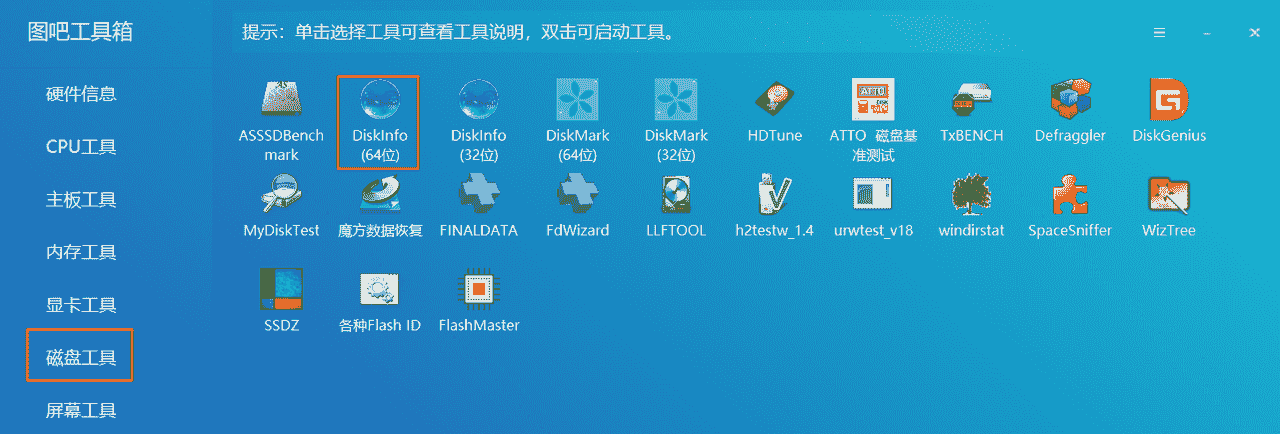 图吧工具箱
提示：单击选择工具可查看工具说明，双击可启动工具。
硬件信息
CPU工具
主板工具
内存工具
显卡工具
磁盘工具
屏幕工具
ASSSDBench
mark
DiskInfo
(64位)
DiskInfo
(32位)
DiskMark
(64位)
DiskMark
(32位)
HDTune
ATTO 磁盘基
准测试
TxBENCH
Defraggler
DiskGenius
MyDiskTest
魔方数据恢复
FINALDATA
FdWizard
LLFTOOL
h2testw_1.4
urwtest_v18
windirstat
SpaceSniffer
WizTree
SSDZ
各种Flash ID
FlashMaster